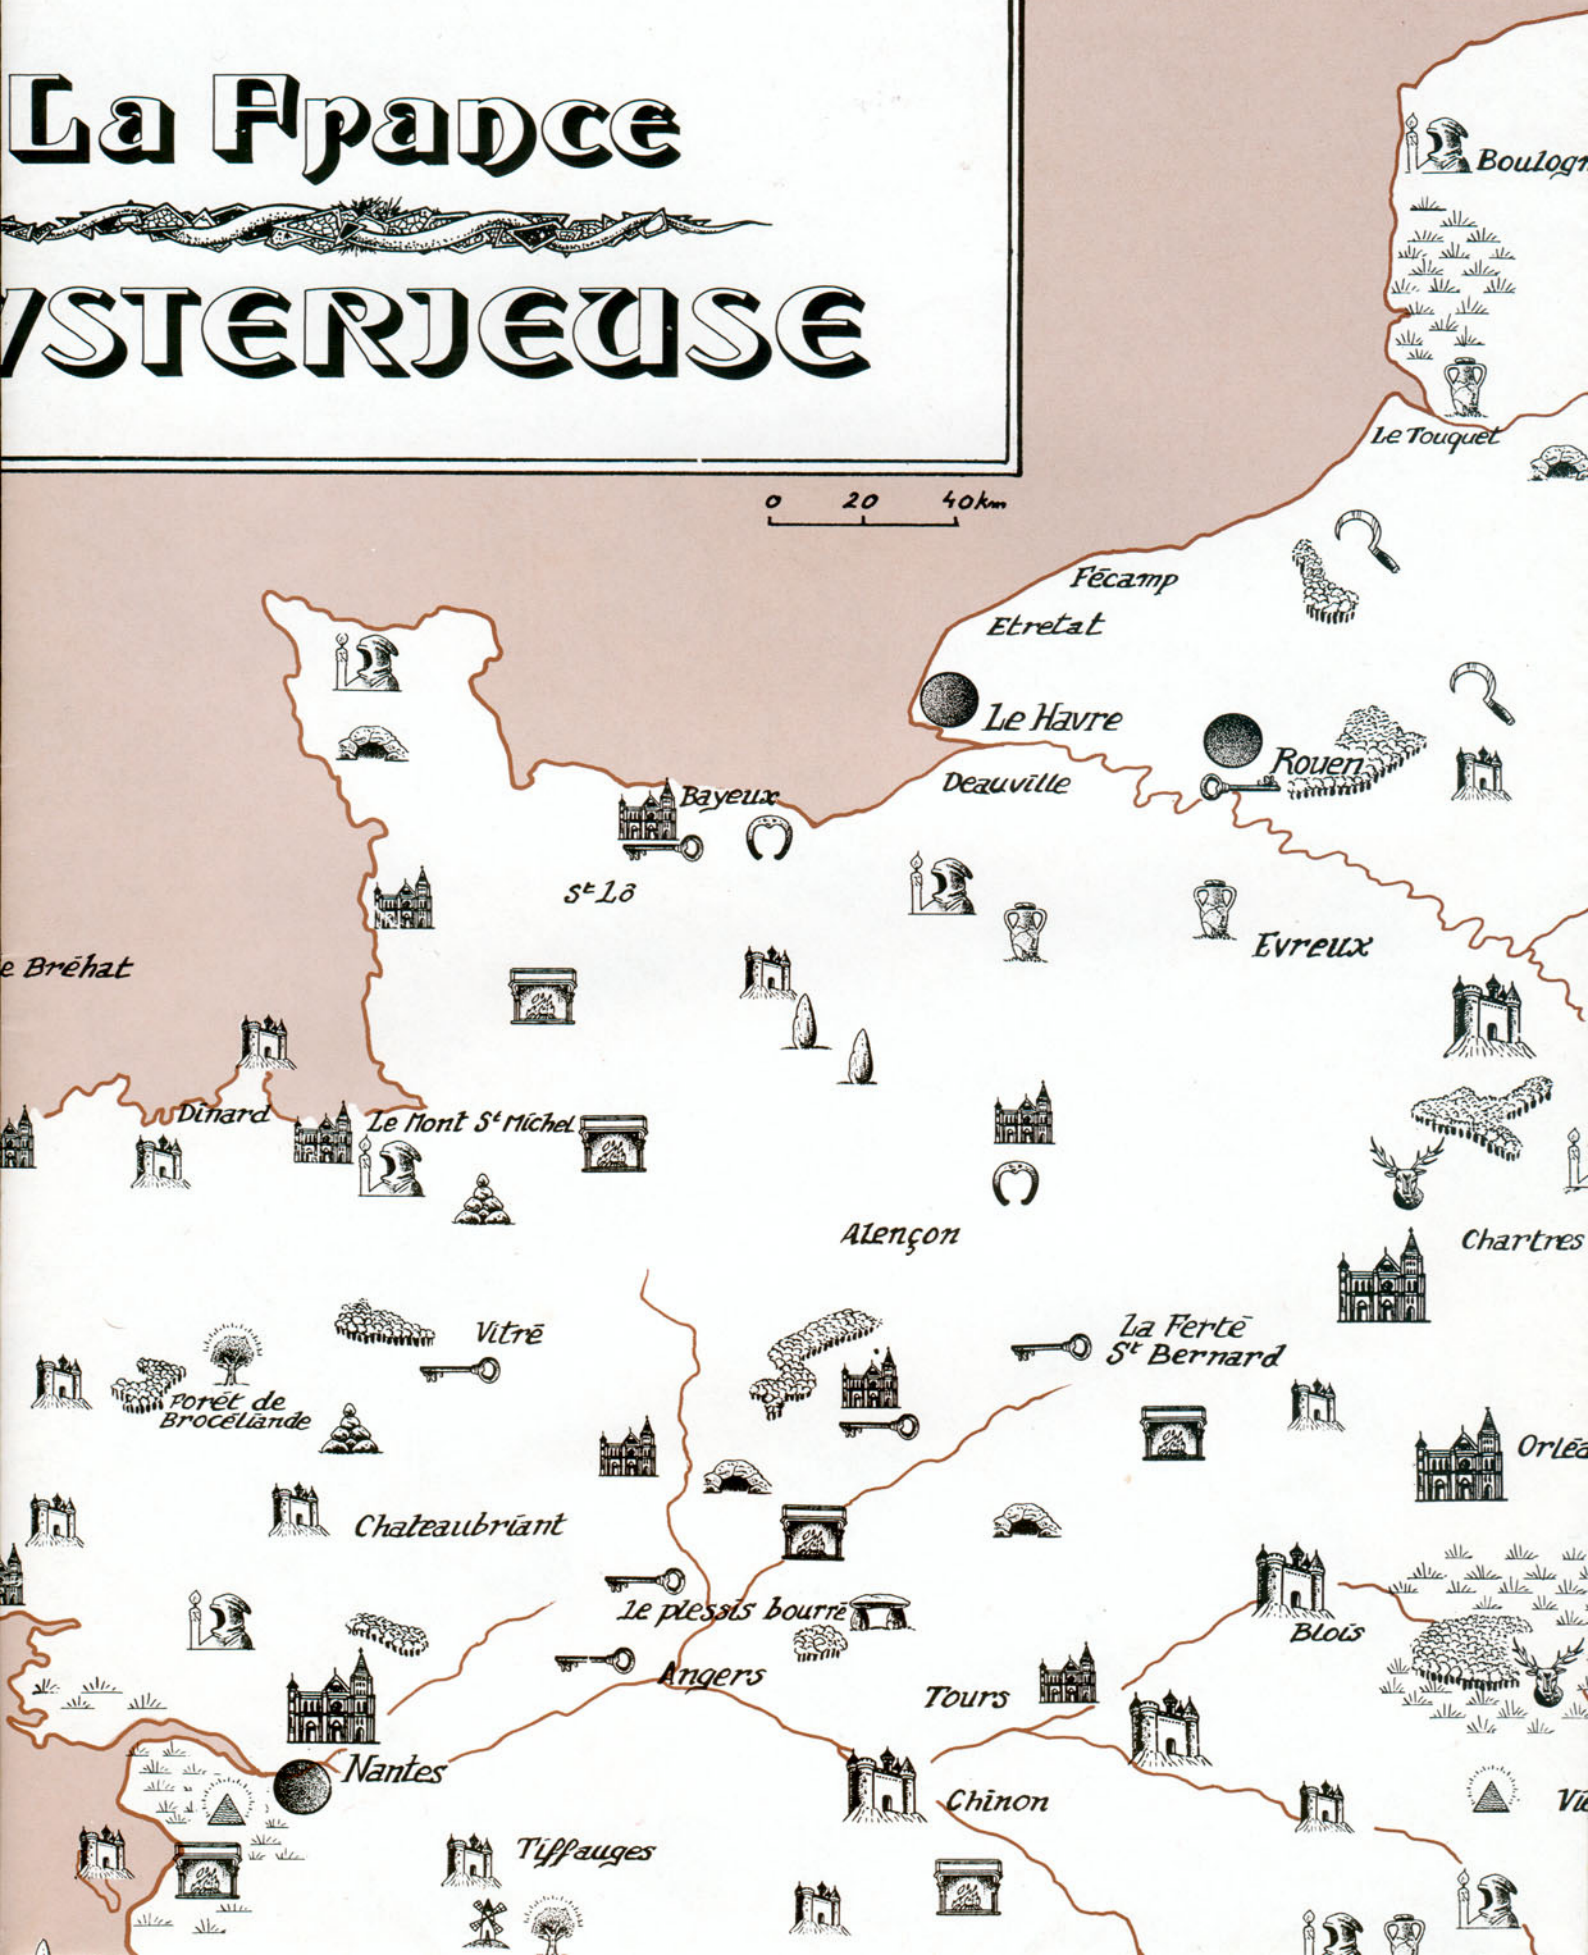 La France
YSTERIEUSE
0 20 40km
Boulogn
Le Touquet
Fécamp
Etretat
Le Havre
Rouen
Deauville
Bayeux
St Lô
Evreux
e Bréhat
Dinard
Le Mont St Michel
Alençon
Chartres
Vitré
La Ferté
St Bernard
Forêt de
Brocéliande
Orléa
Chateaubriant
Le plessis bourré
Blois
Angers
Tours
Nantes
Chinon
Vie
Tiffauges